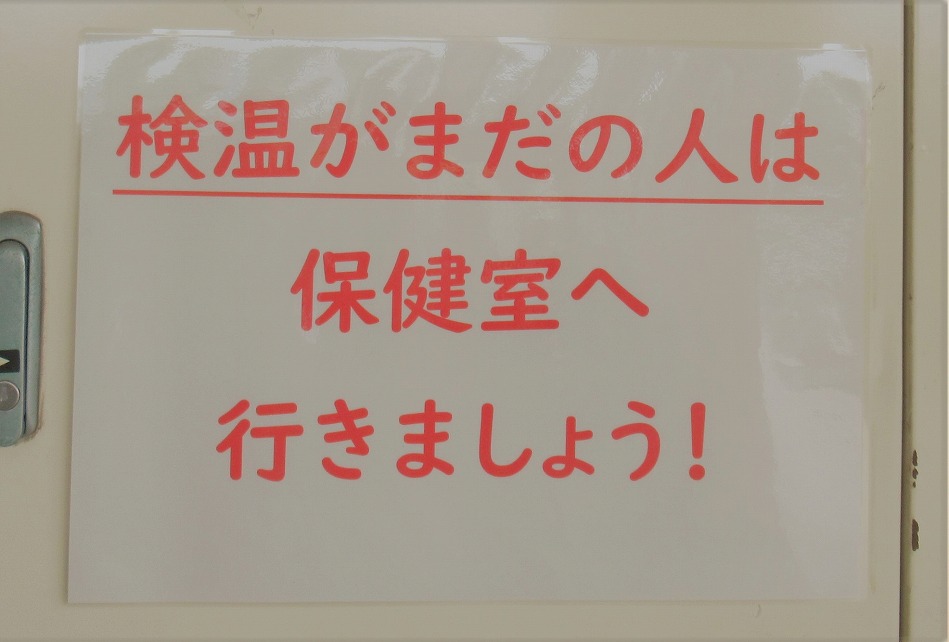 検温がまだの人は
保健室へ
行きましょう!